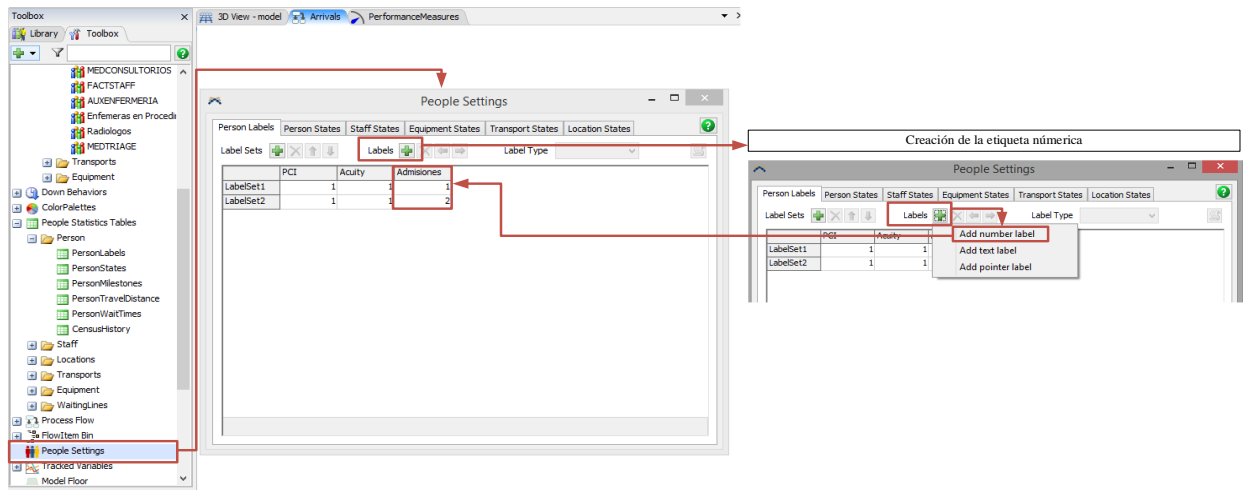 Toolbox
Library
Toolbox
MEDCONSULTORIOS
FACTSTAFF
AUXENFERMERIA
Enfemeras en Procedi
Radiologos
MEDTRIAGE
Transports
Equipment
Down Behaviors
ColorPalettes
People Statistics Tables
Person
PersonLabels
PersonStates
PersonMilestones
PersonTravelDistance
PersonWaitTimes
CensusHistory
Staff
Locations
Transports
Equipment
WaitingLines
Process Flow
FlowItem Bin
People Settings
Tracked Variables
Model Floor
3D View - model
Arrivals
PerformanceMeasures
People Settings
Person Labels Person States Staff States Equipment States Transport States Location States
Label Sets Labels Label Type
PCI Acuity Admisiones
LabelSet1 1 1 1
LabelSet2 1 1 2
Creación de la etiqueta númerica
People Settings
Person Labels Person States Staff States Equipment States Transport States Location States
Label Sets Labels Label Type
PCI Acuity
LabelSet1 1 1
LabelSet2 1 1
Add number label
Add text label
Add pointer label